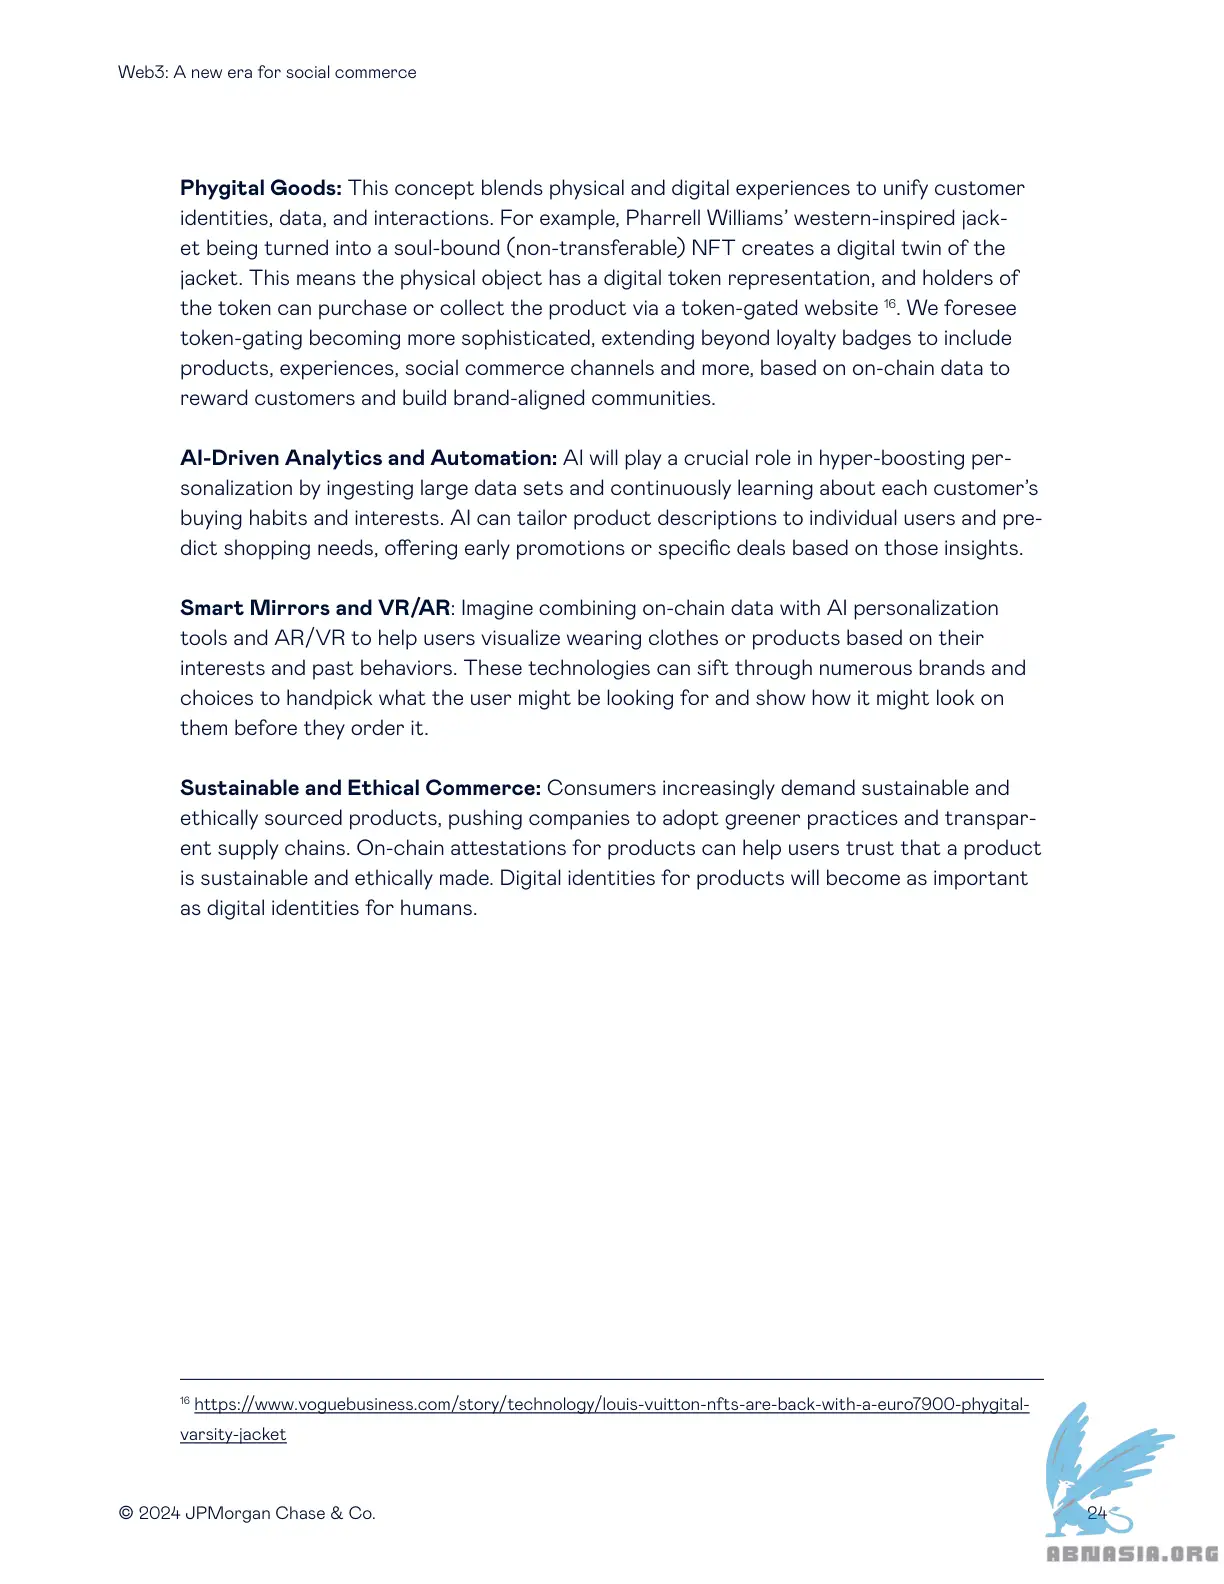 Web3: A new era for social commerce
Phygital Goods: This concept blends physical and digital experiences to unify customer
identities, data, and interactions. For example, Pharrell Williams’ western-inspired jack-
et being turned into a soul-bound (non-transferable) NFT creates a digital twin of the
jacket. This means the physical object has a digital token representation, and holders of
the token can purchase or collect the product via a token-gated website 16. We foresee
token-gating becoming more sophisticated, extending beyond loyalty badges to include
products, experiences, social commerce channels and more, based on on-chain data to
reward customers and build brand-aligned communities.
AI-Driven Analytics and Automation: AI will play a crucial role in hyper-boosting per-
sonalization by ingesting large data sets and continuously learning about each customer’s
buying habits and interests. AI can tailor product descriptions to individual users and pre-
dict shopping needs, offering early promotions or specific deals based on those insights.
Smart Mirrors and VR/AR: Imagine combining on-chain data with AI personalization
tools and AR/VR to help users visualize wearing clothes or products based on their
interests and past behaviors. These technologies can sift through numerous brands and
choices to handpick what the user might be looking for and show how it might look on
them before they order it.
Sustainable and Ethical Commerce: Consumers increasingly demand sustainable and
ethically sourced products, pushing companies to adopt greener practices and transpar-
ent supply chains. On-chain attestations for products can help users trust that a product
is sustainable and ethically made. Digital identities for products will become as important
as digital identities for humans.
16 https://www.voguebusiness.com/story/technology/louis-vuitton-nfts-are-back-with-a-euro7900-phygital-
varsity-jacket
© 2024 JPMorgan Chase & Co.
24
ABNASIA.ORG